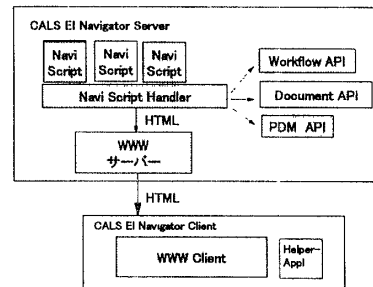 CALS EI Navigator Server
Navi
Script
Navi
Script
Navi
Script
Navi Script Handler
Workflow API
Document API
PDM API
HTML
WWW
サーバー
HTML
CALS EI Navigator Client
WWW Client
Helper-
Appl